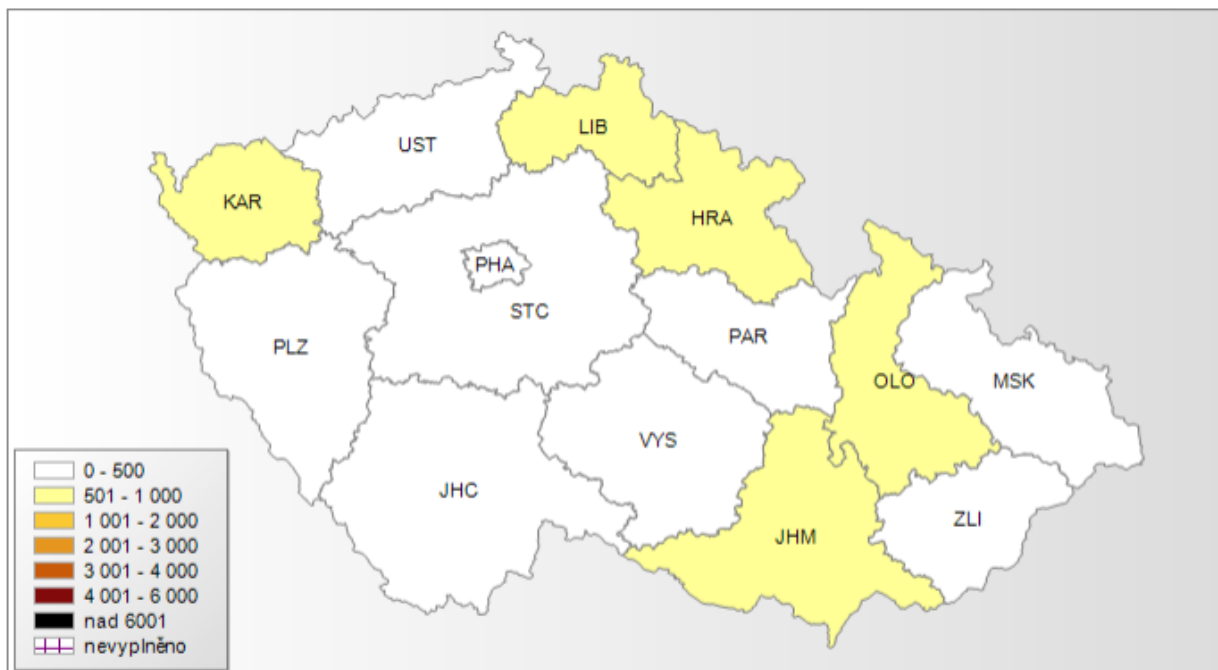 LIB
UST
KAR
HRA
PHA
STC
PAR
PLZ
OLO
MSK
VYS
JHC
ZLI
JHM
0 - 500
501 - 1 000
1 001 - 2 000
2 001 - 3 000
3 001 - 4 000
4 001 - 6 000
nad 6001
nevyplněno